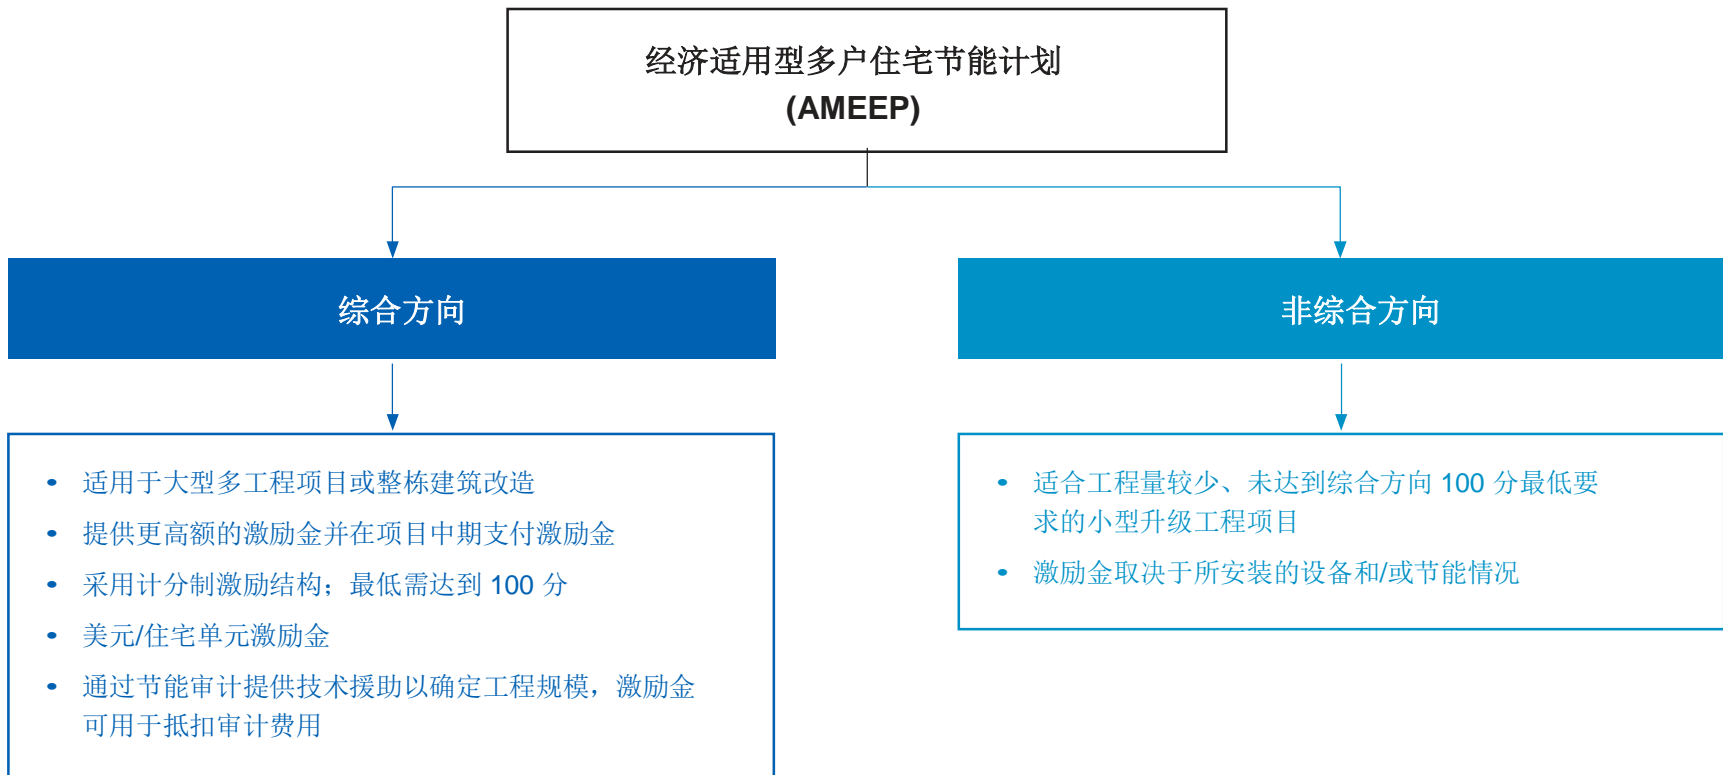 经济适用型多户住宅节能计划
(AMEEP)
综合方向
非综合方向
• 适用于大型多工程项目或整栋建筑改造
• 提供更高额的激励金并在项目中期支付激励金
• 采用计分制激励结构；最低需达到 100 分
• 美元/住宅单元激励金
• 通过节能审计提供技术援助以确定工程规模，激励金
可用于抵扣审计费用
• 适合工程量较少、未达到综合方向 100 分最低要
求的小型升级工程项目
• 激励金取决于所安装的设备和/或节能情况